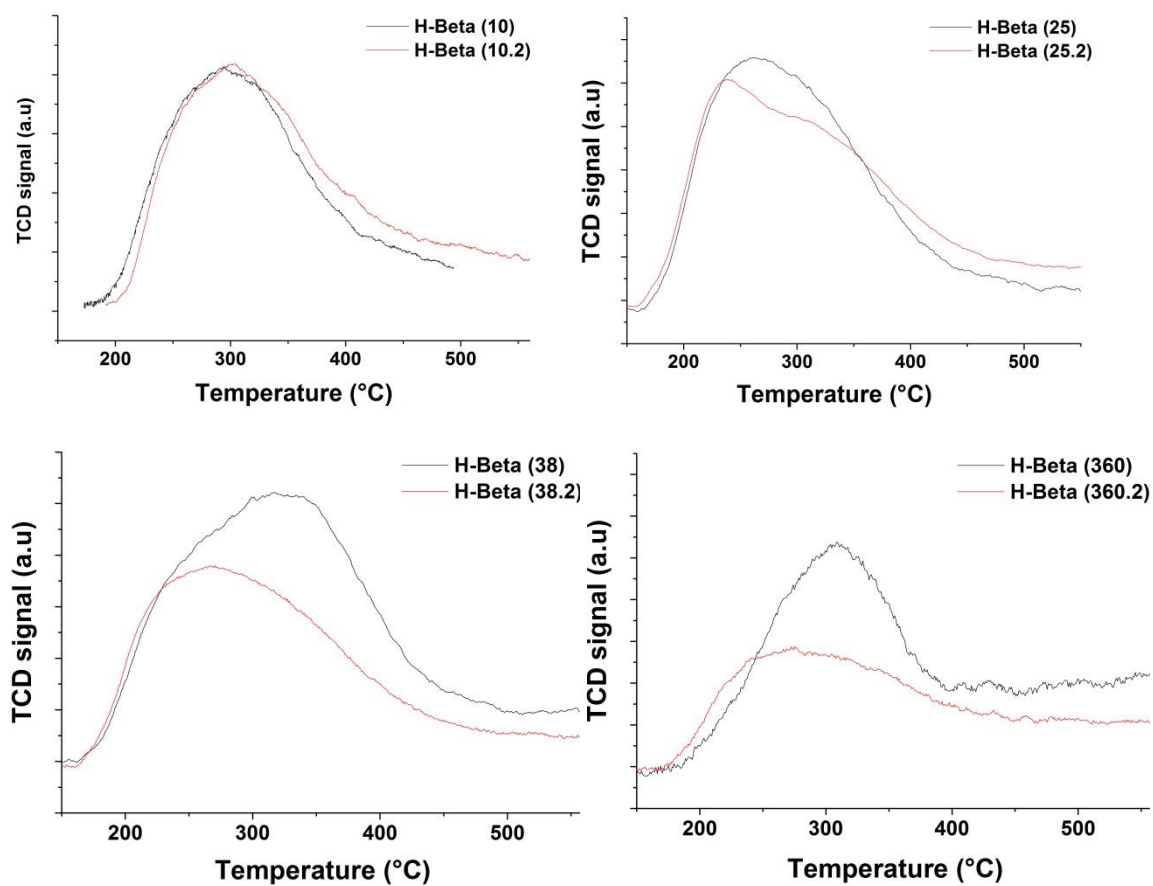 H-Beta (10)
H-Beta (10.2)
TCD signal (a.u)
200 300 400 500
Temperature (°C)
H-Beta (25)
H-Beta (25.2)
TCD signal (a.u)
200 300 400 500
Temperature (°C)
H-Beta (38)
H-Beta (38.2)
TCD signal (a.u)
200 300 400 500
Temperature (°C)
H-Beta (360)
H-Beta (360.2)
TCD signal (a.u)
200 300 400 500
Temperature (°C)